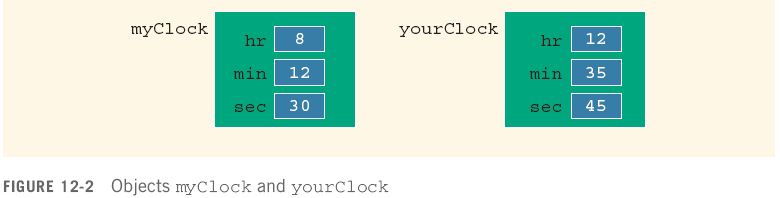 myClock hr 8 yourClock hr 12
min 12 min 35
sec 30 sec 45
FIGURE 12-2 Objects myClock and yourClock